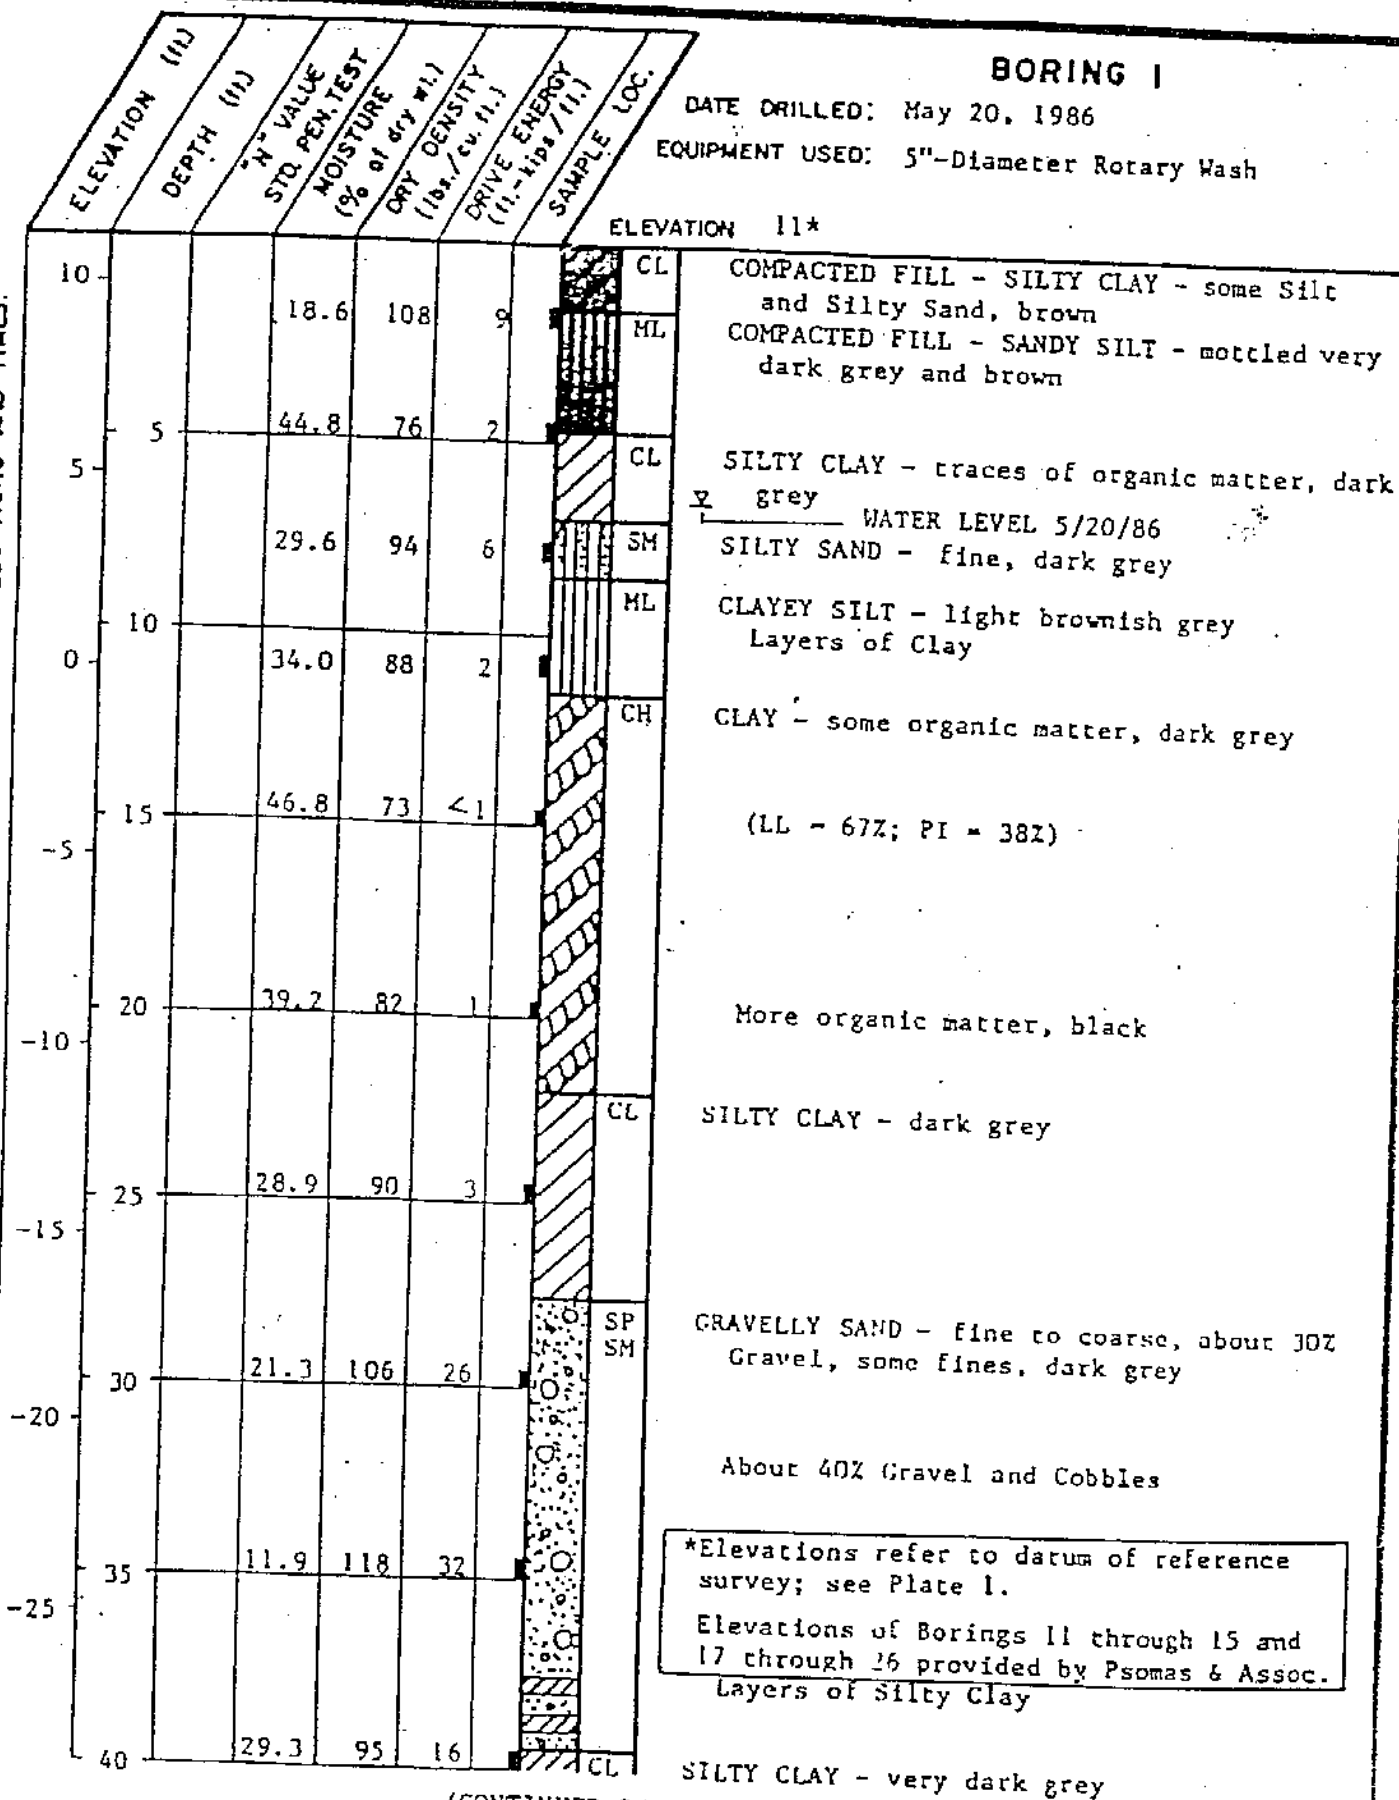 BORING 1
DATE DRILLED: May 20, 1986
EQUIPMENT USED: 5"-Diameter Rotary Wash
ELEVATION 11*
ELEVATION (ft.)
DEPTH (ft.)
"N" VALUE
STD. PEN. TEST
MOISTURE
(% of dry wt.)
DRY DENSITY
(lbs./cu. ft.)
DRIVE ENERGY
(ft.-kips/ft.)
SAMPLE LOC.
10
CL COMPACTED FILL - SILTY CLAY - some Silt
and Silty Sand, brown
18.6 108 9
ML COMPACTED FILL - SANDY SILT - mottled very
dark grey and brown
5 44.8 76 2
5
CL SILTY CLAY - traces of organic matter, dark
grey
WATER LEVEL 5/20/86
29.6 94 6
SM SILTY SAND - fine, dark grey
10
ML CLAYEY SILT - light brownish grey
Layers of Clay
0 34.0 88 2
CH CLAY - some organic matter, dark grey
15 46.8 73 <1
(LL = 67%; PI = 38%)
-5
20 39.2 82 1
More organic matter, black
-10
CL SILTY CLAY - dark grey
25 28.9 90 3
-15
SP
SM
GRAVELLY SAND - fine to coarse, about 30%
Gravel, some fines, dark grey
30 21.3 106 26
-20
About 40% Gravel and Cobbles
35 11.9 118 32
-25
*Elevations refer to datum of reference
survey; see Plate 1.
Elevations of Borings 11 through 15 and
17 through 26 provided by Psomas & Assoc.
Layers of Silty Clay
40 29.3 95 16
CL SILTY CLAY - very dark grey